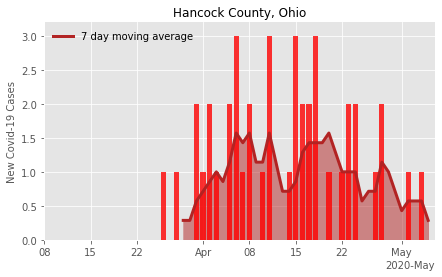 Hancock County, Ohio
7 day moving average
New Covid-19 Cases
3.0
2.5
2.0
1.5
1.0
0.5
0.0
08 15 22 Apr 08 15 22 May
2020-May